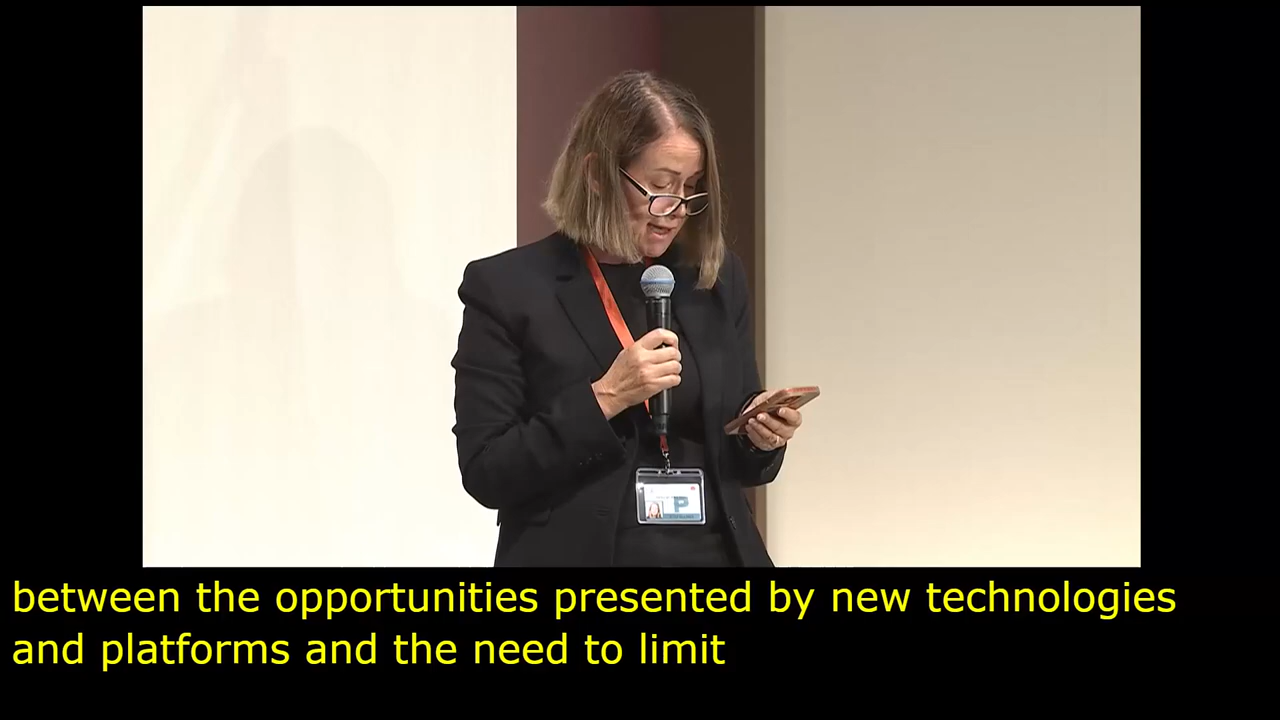 P
between the opportunities presented by new technologies
and platforms and the need to limit